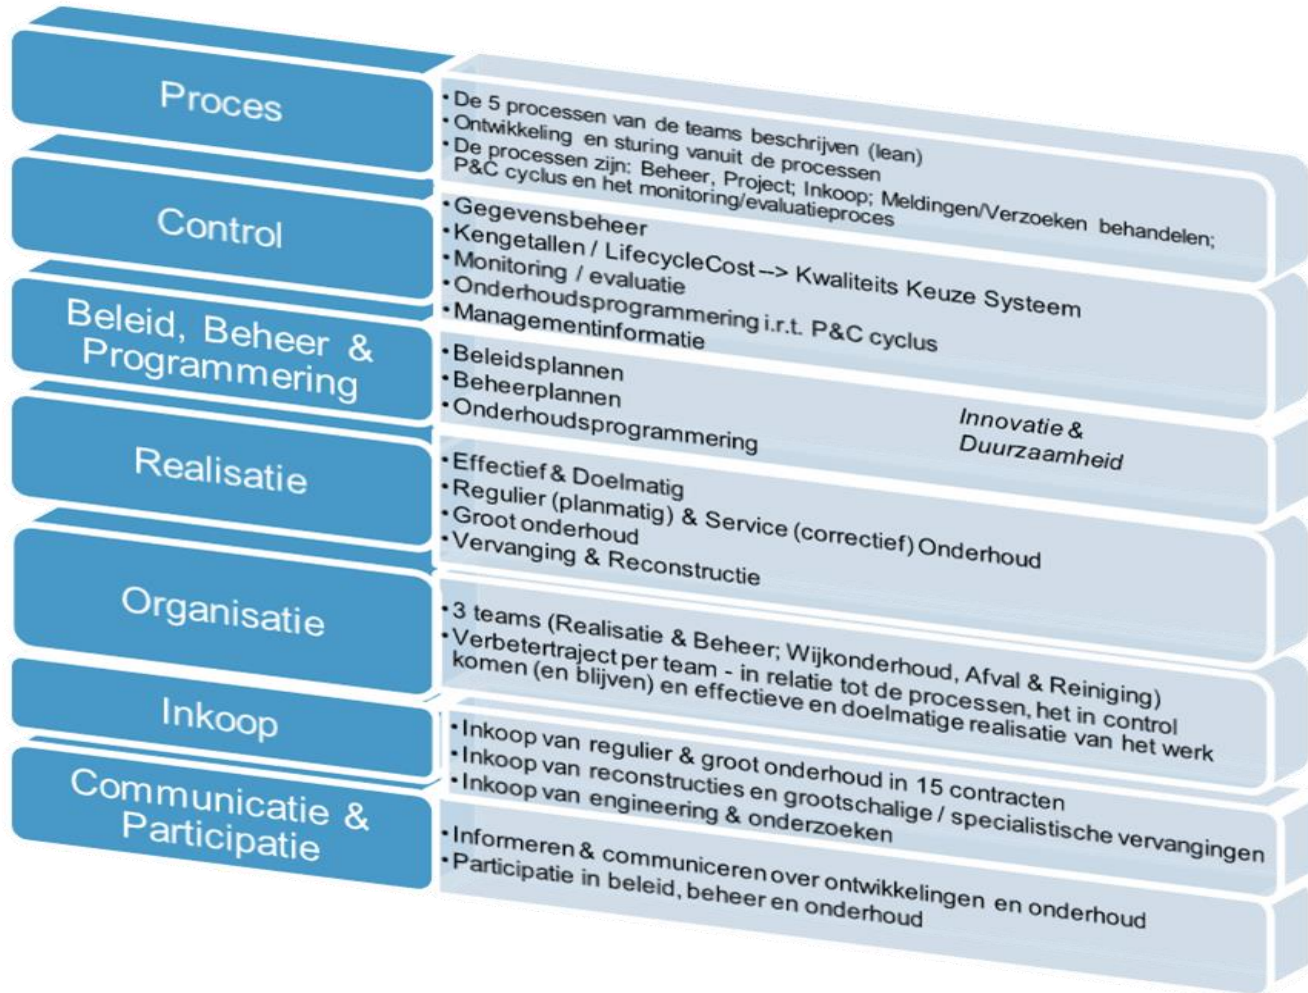 Proces
• De 5 processen van de teams beschrijven (lean)
• Ontwikkeling en sturing vanuit de processen
• De processen zijn: Beheer, Project; Inkoop; Meldingen/Verzoeken behandelen;
P&C cyclus en het monitoring/evaluatieproces
Control
• Gegevensbeheer
• Kengetallen / LifecycleCost --> Kwaliteits Keuze Systeem
• Monitoring / evaluatie
• Onderhoudsprogrammering i.r.t. P&C cyclus
• Managementinformatie
Beleid, Beheer &
Programmering
• Beleidsplannen
• Beheerplannen
• Onderhoudsprogrammering
Innovatie &
Duurzaamheid
Realisatie
• Effectief & Doelmatig
• Regulier (planmatig) & Service (correctief) Onderhoud
• Groot onderhoud
• Vervanging & Reconstructie
Organisatie
• 3 teams (Realisatie & Beheer; Wijkonderhoud, Afval & Reiniging)
• Verbetertraject per team - in relatie tot de processen, het in control
komen (en blijven) en effectieve en doelmatige realisatie van het werk
Inkoop
• Inkoop van regulier & groot onderhoud in 15 contracten
• Inkoop van reconstructies en grootschalige / specialistische vervangingen
• Inkoop van engineering & onderzoeken
Communicatie &
Participatie
• Informeren & communiceren over ontwikkelingen en onderhoud
• Participatie in beleid, beheer en onderhoud